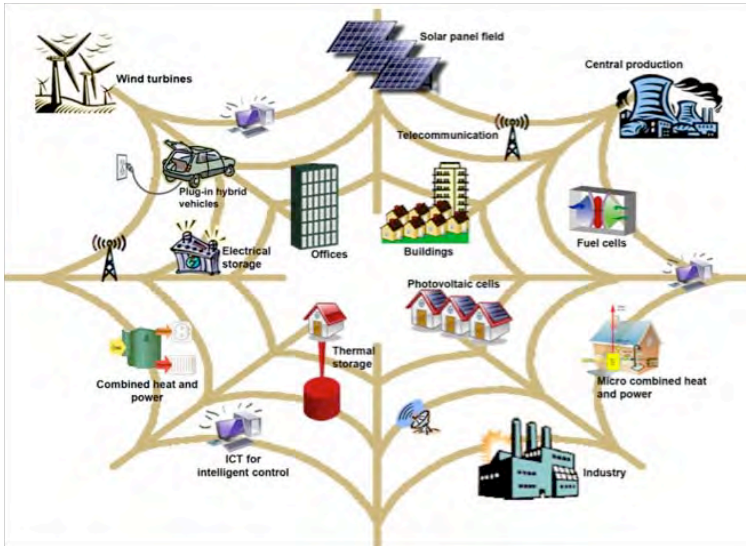 Solar panel field
Wind turbines
Central production
Telecommunication
Plug-in hybrid
vehicles
Electrical
storage
Offices
Buildings
Fuel cells
Photovoltaic cells
Combined heat and
power
Thermal
storage
Micro combined heat
and power
ICT for
intelligent control
Industry